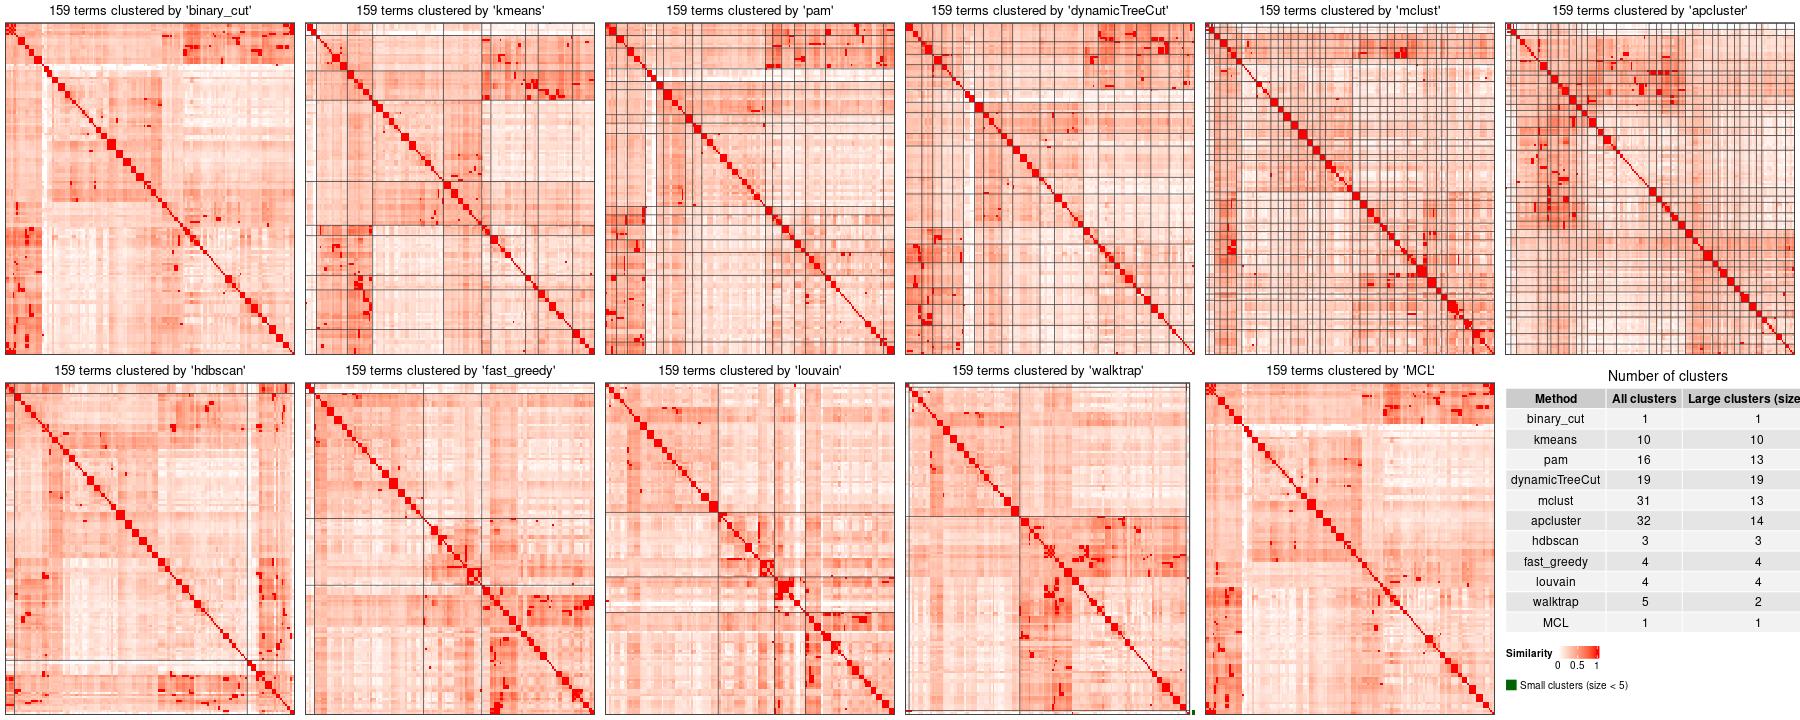 159 terms clustered by 'binary_cut'
159 terms clustered by 'kmeans'
159 terms clustered by 'pam'
159 terms clustered by 'dynamicTreeCut'
159 terms clustered by 'mclust'
159 terms clustered by 'apcluster'
159 terms clustered by 'hdbscan'
159 terms clustered by 'fast_greedy'
159 terms clustered by 'louvain'
159 terms clustered by 'walktrap'
159 terms clustered by 'MCL'
Number of clusters
Method All clusters Large clusters (size
binary_cut 1 1
kmeans 10 10
pam 16 13
dynamicTreeCut 19 19
mclust 31 13
apcluster 32 14
hdbscan 3 3
fast_greedy 4 4
louvain 4 4
walktrap 5 2
MCL 1 1
Similarity
0 0.5 1
Small clusters (size < 5)